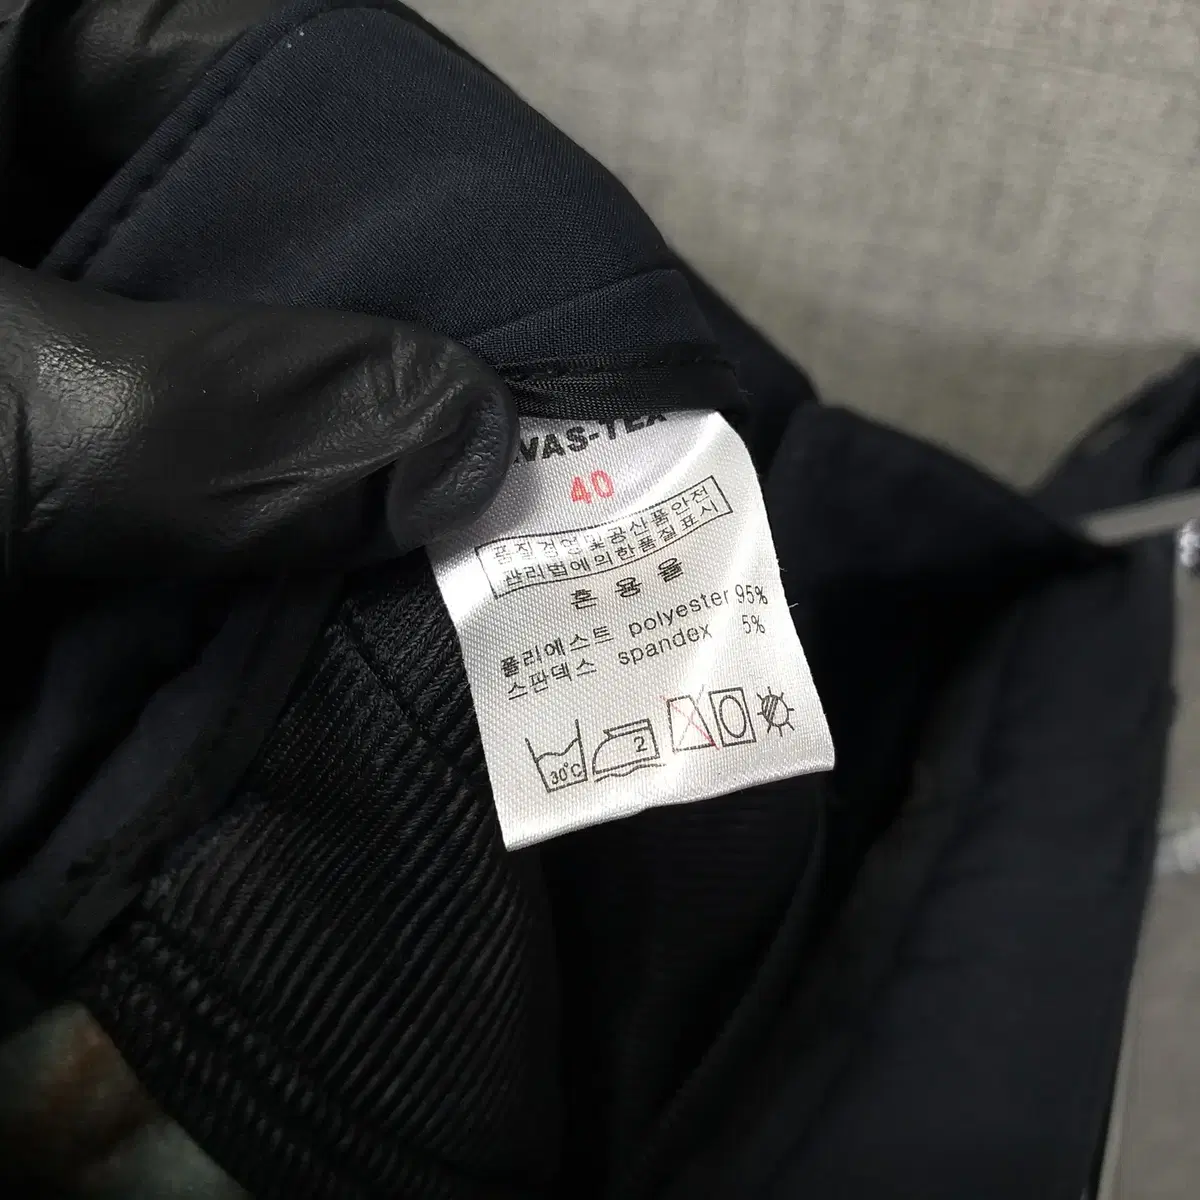 VAS-TEX
40
품질경영및공산품안전
관리법에의한품질표시
혼용율
폴리에스트 polyester 95%
스판덱스 spandex 5%
30°C 2